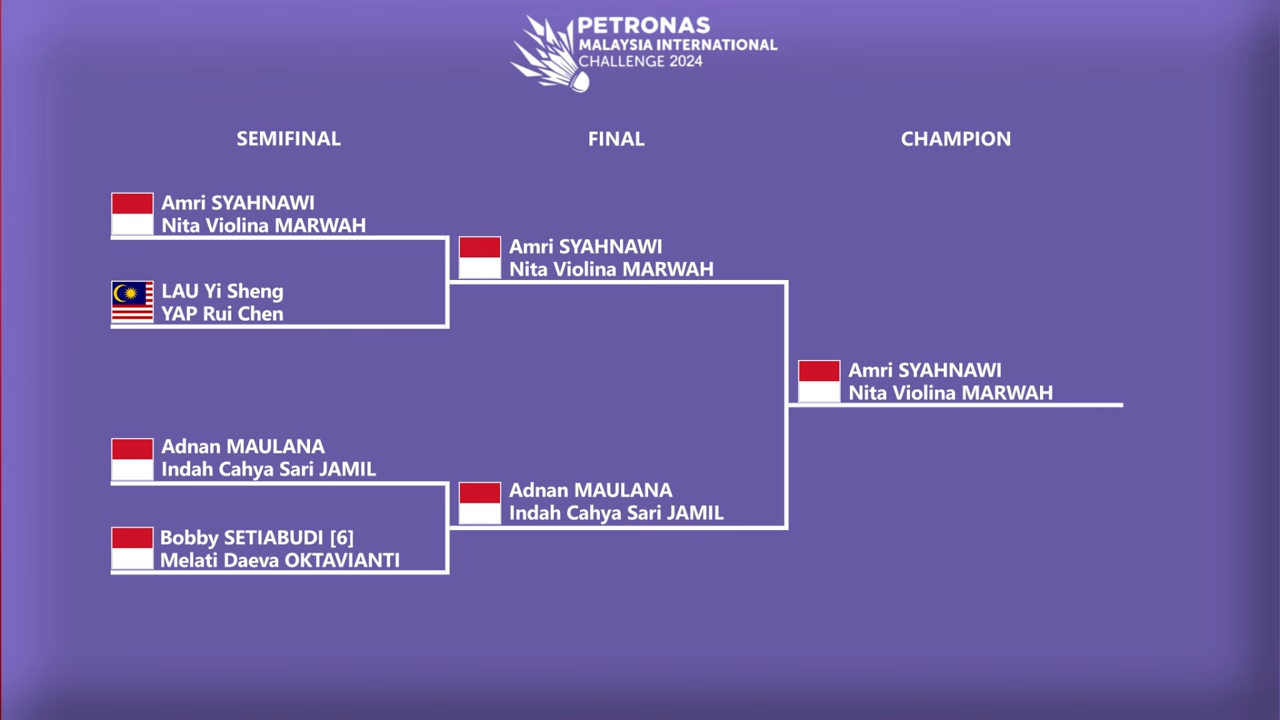 PETRONAS
MALAYSIA INTERNATIONAL
CHALLENGE 2024
SEMIFINAL
FINAL
CHAMPION
Amri SYAHNAWI
Nita Violina MARWAH
LAU Yi Sheng
YAP Rui Chen
Adnan MAULANA
Indah Cahya Sari JAMIL
Bobby SETIABUDI [6]
Melati Daeva OKTAVIANTI
Amri SYAHNAWI
Nita Violina MARWAH
Adnan MAULANA
Indah Cahya Sari JAMIL
Amri SYAHNAWI
Nita Violina MARWAH